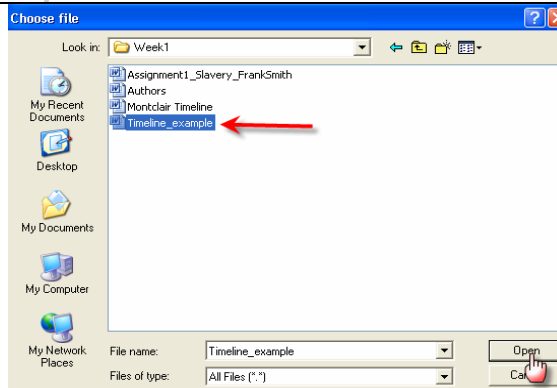 Choose file
Look in:
Week1
Assignment1_Slavery_FrankSmith
Authors
Montclair Timeline
Timeline_example
My Recent
Documents
Desktop
My Documents
My Computer
My Network
Places
File name:
Timeline_example
Open
Files of type:
All Files (*.*)